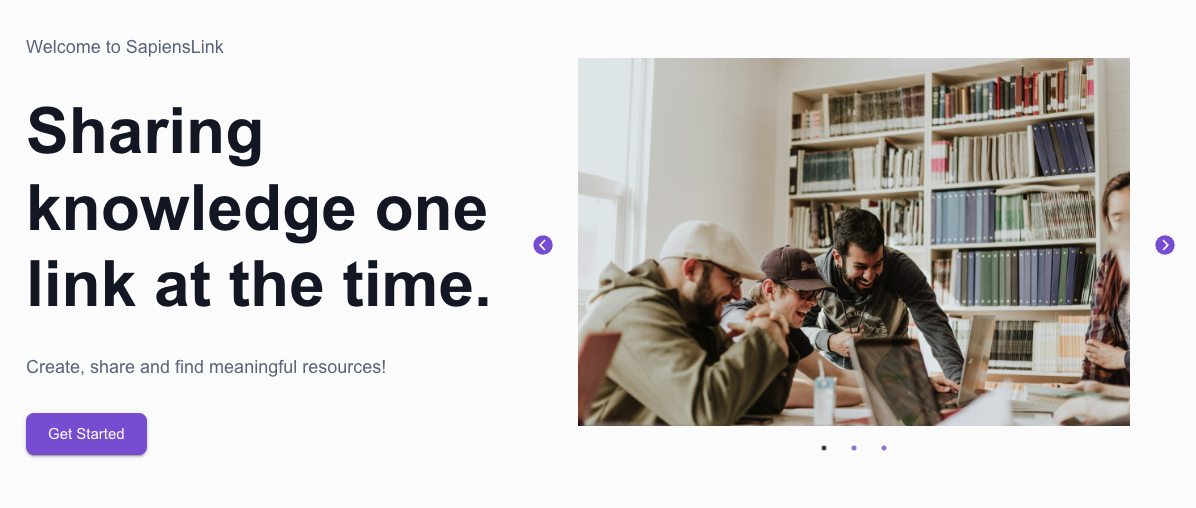 Welcome to SapiensLink
Sharing
knowledge one
link at the time.
Create, share and find meaningful resources!
Get Started